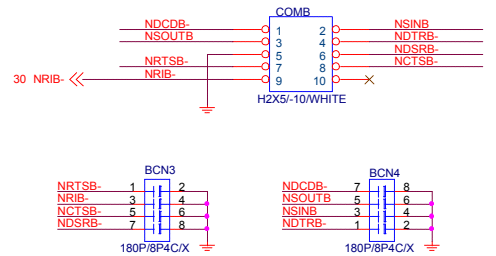 COMB
NDCDB- 1 2 NSINB
NSOUTB 3 4 NDTRB-
5 6 NDSRB-
NRTSB- 7 8 NCTSB-
30 NRIB- NRIB- 9 10
H2X5/-10/WHITE
BCN3
NRTSB- 1 2
NRIB- 3 4
NCTSB- 5 6
NDSRB- 7 8
180P/8P4C/X
BCN4
NDCDB- 7 8
NSOUTB 5 6
NSINB 3 4
NDTRB- 1 2
180P/8P4C/X